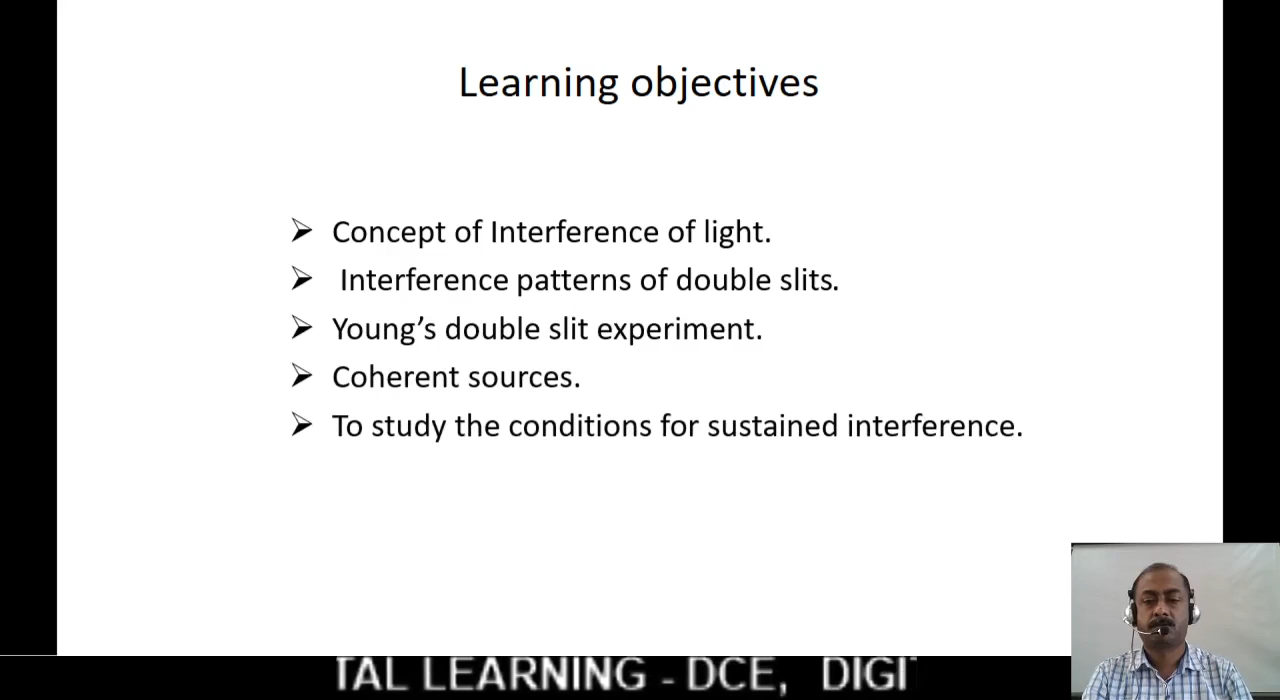 Learning objectives
➢ Concept of Interference of light.
➢ Interference patterns of double slits.
➢ Young’s double slit experiment.
➢ Coherent sources.
➢ To study the conditions for sustained interference.
TAL LEARNING - DCE, DIGI